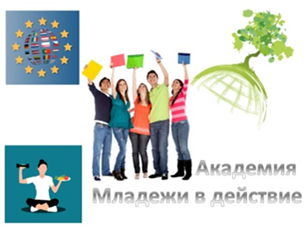 Академия
Младежи в действие